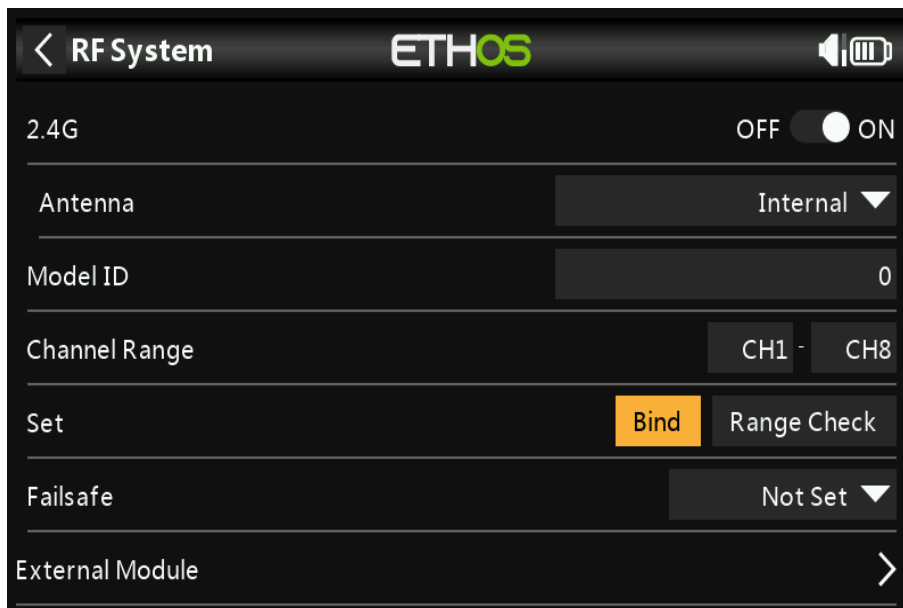 RF System ETHOS
2.4G OFF ON
Antenna Internal
Model ID 0
Channel Range CH1 - CH8
Set Bind Range Check
Failsafe Not Set
External Module